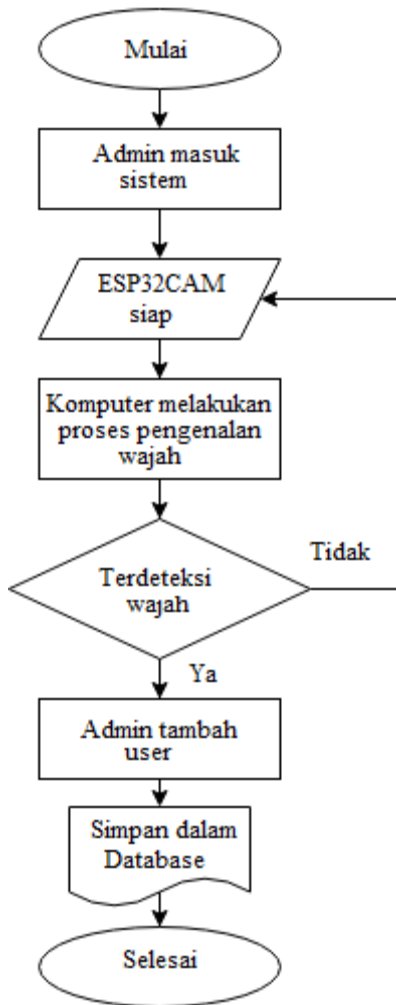 Mulai
Admin masuk
sistem
ESP32CAM
siap
Komputer melakukan
proses pengenalan
wajah
Terdeteksi
wajah
Tidak
Ya
Admin tambah
user
Simpan dalam
Database
Selesai